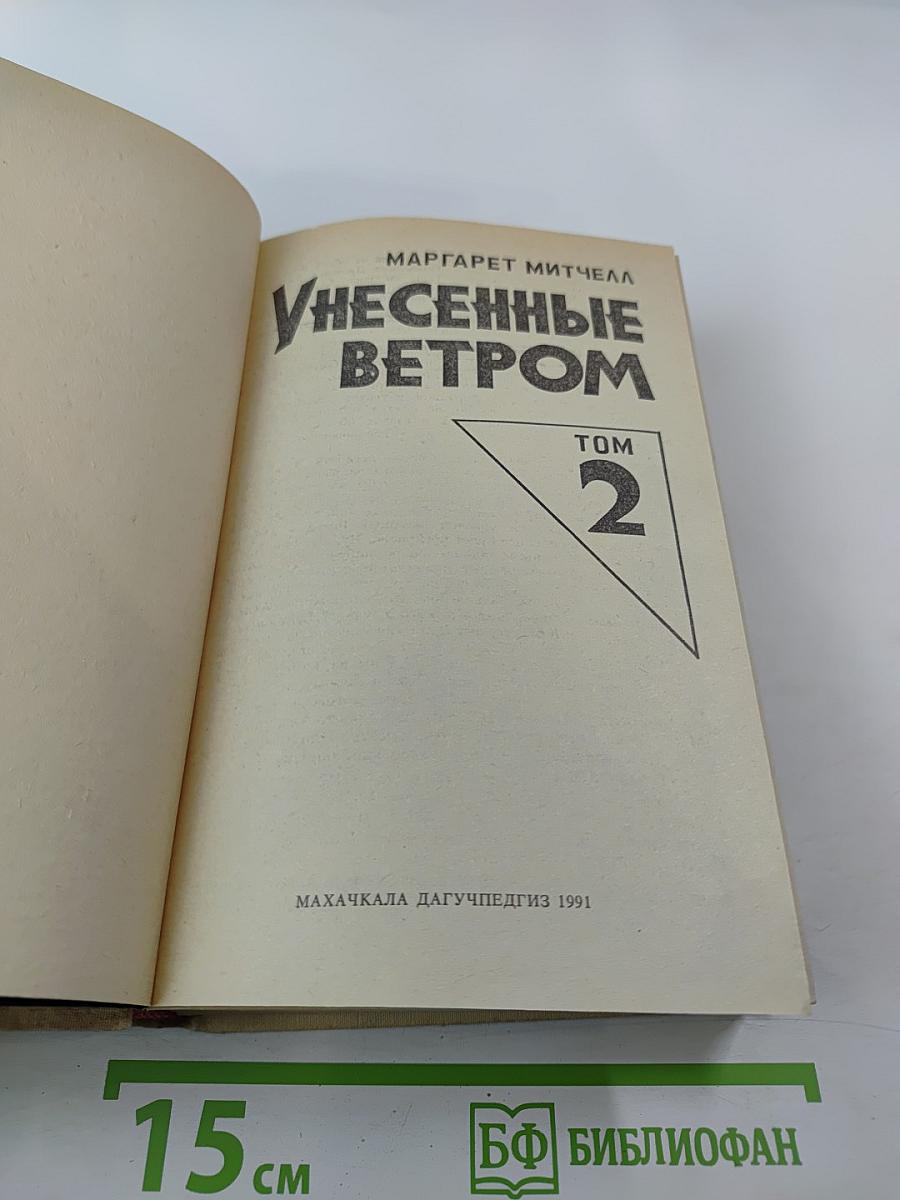 МАРГАРЕТ МИТЧЕЛЛ
УНЕСЕННЫЕ
ВЕТРОМ
ТОМ
2
МАХАЧКАЛА ДАГУЧПЕДГИЗ 1991
15 см
БФ БИБЛИОФАН